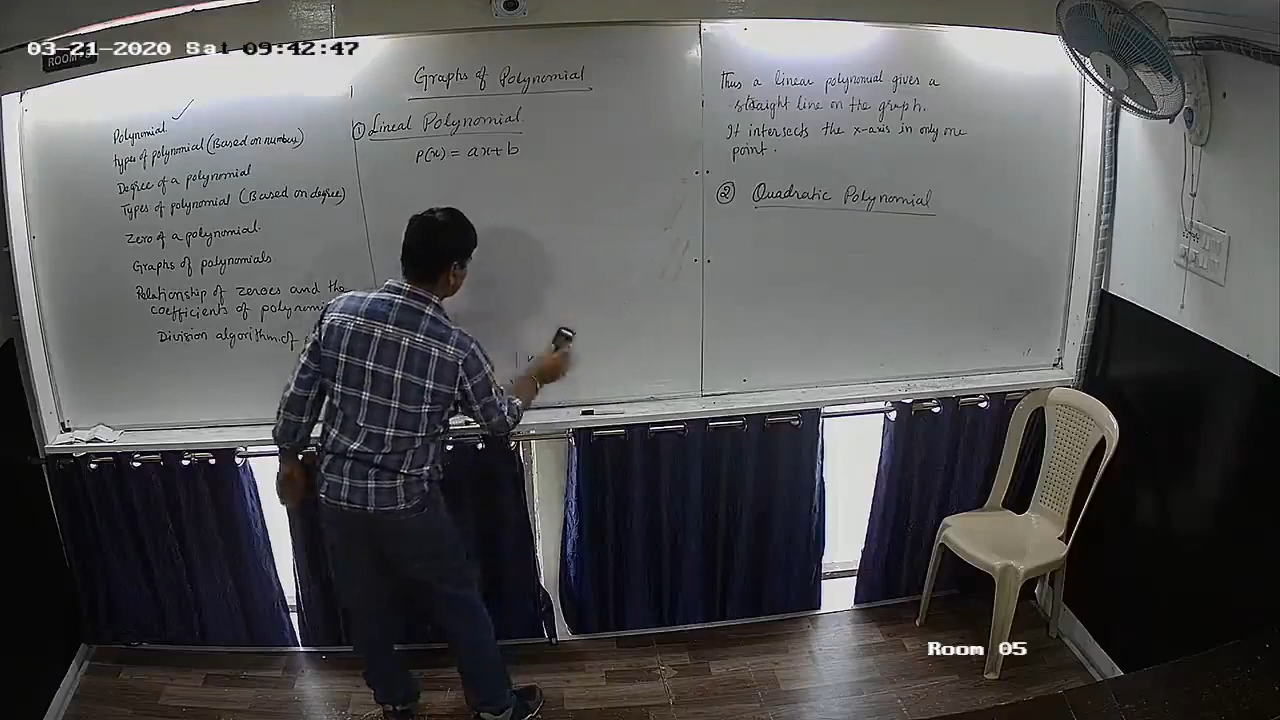 03-21-2020 Sat 09:42:47
ROOM
Graphs of Polynomial
Polynomial
Types of polynomial (Based on number)
Degree of a polynomial
Types of polynomial (Based on degree)
Zero of a polynomial.
Graphs of polynomials
Relationship of zeroes and the
coefficients of polynomi
Division algorithm of
① Lineal Polynomial
P(x) = ax+b
Thus a linear polynomial gives a
straight line on the graph.
It intersects the x-axis in only one
point.
② Quadratic Polynomial
Room 05